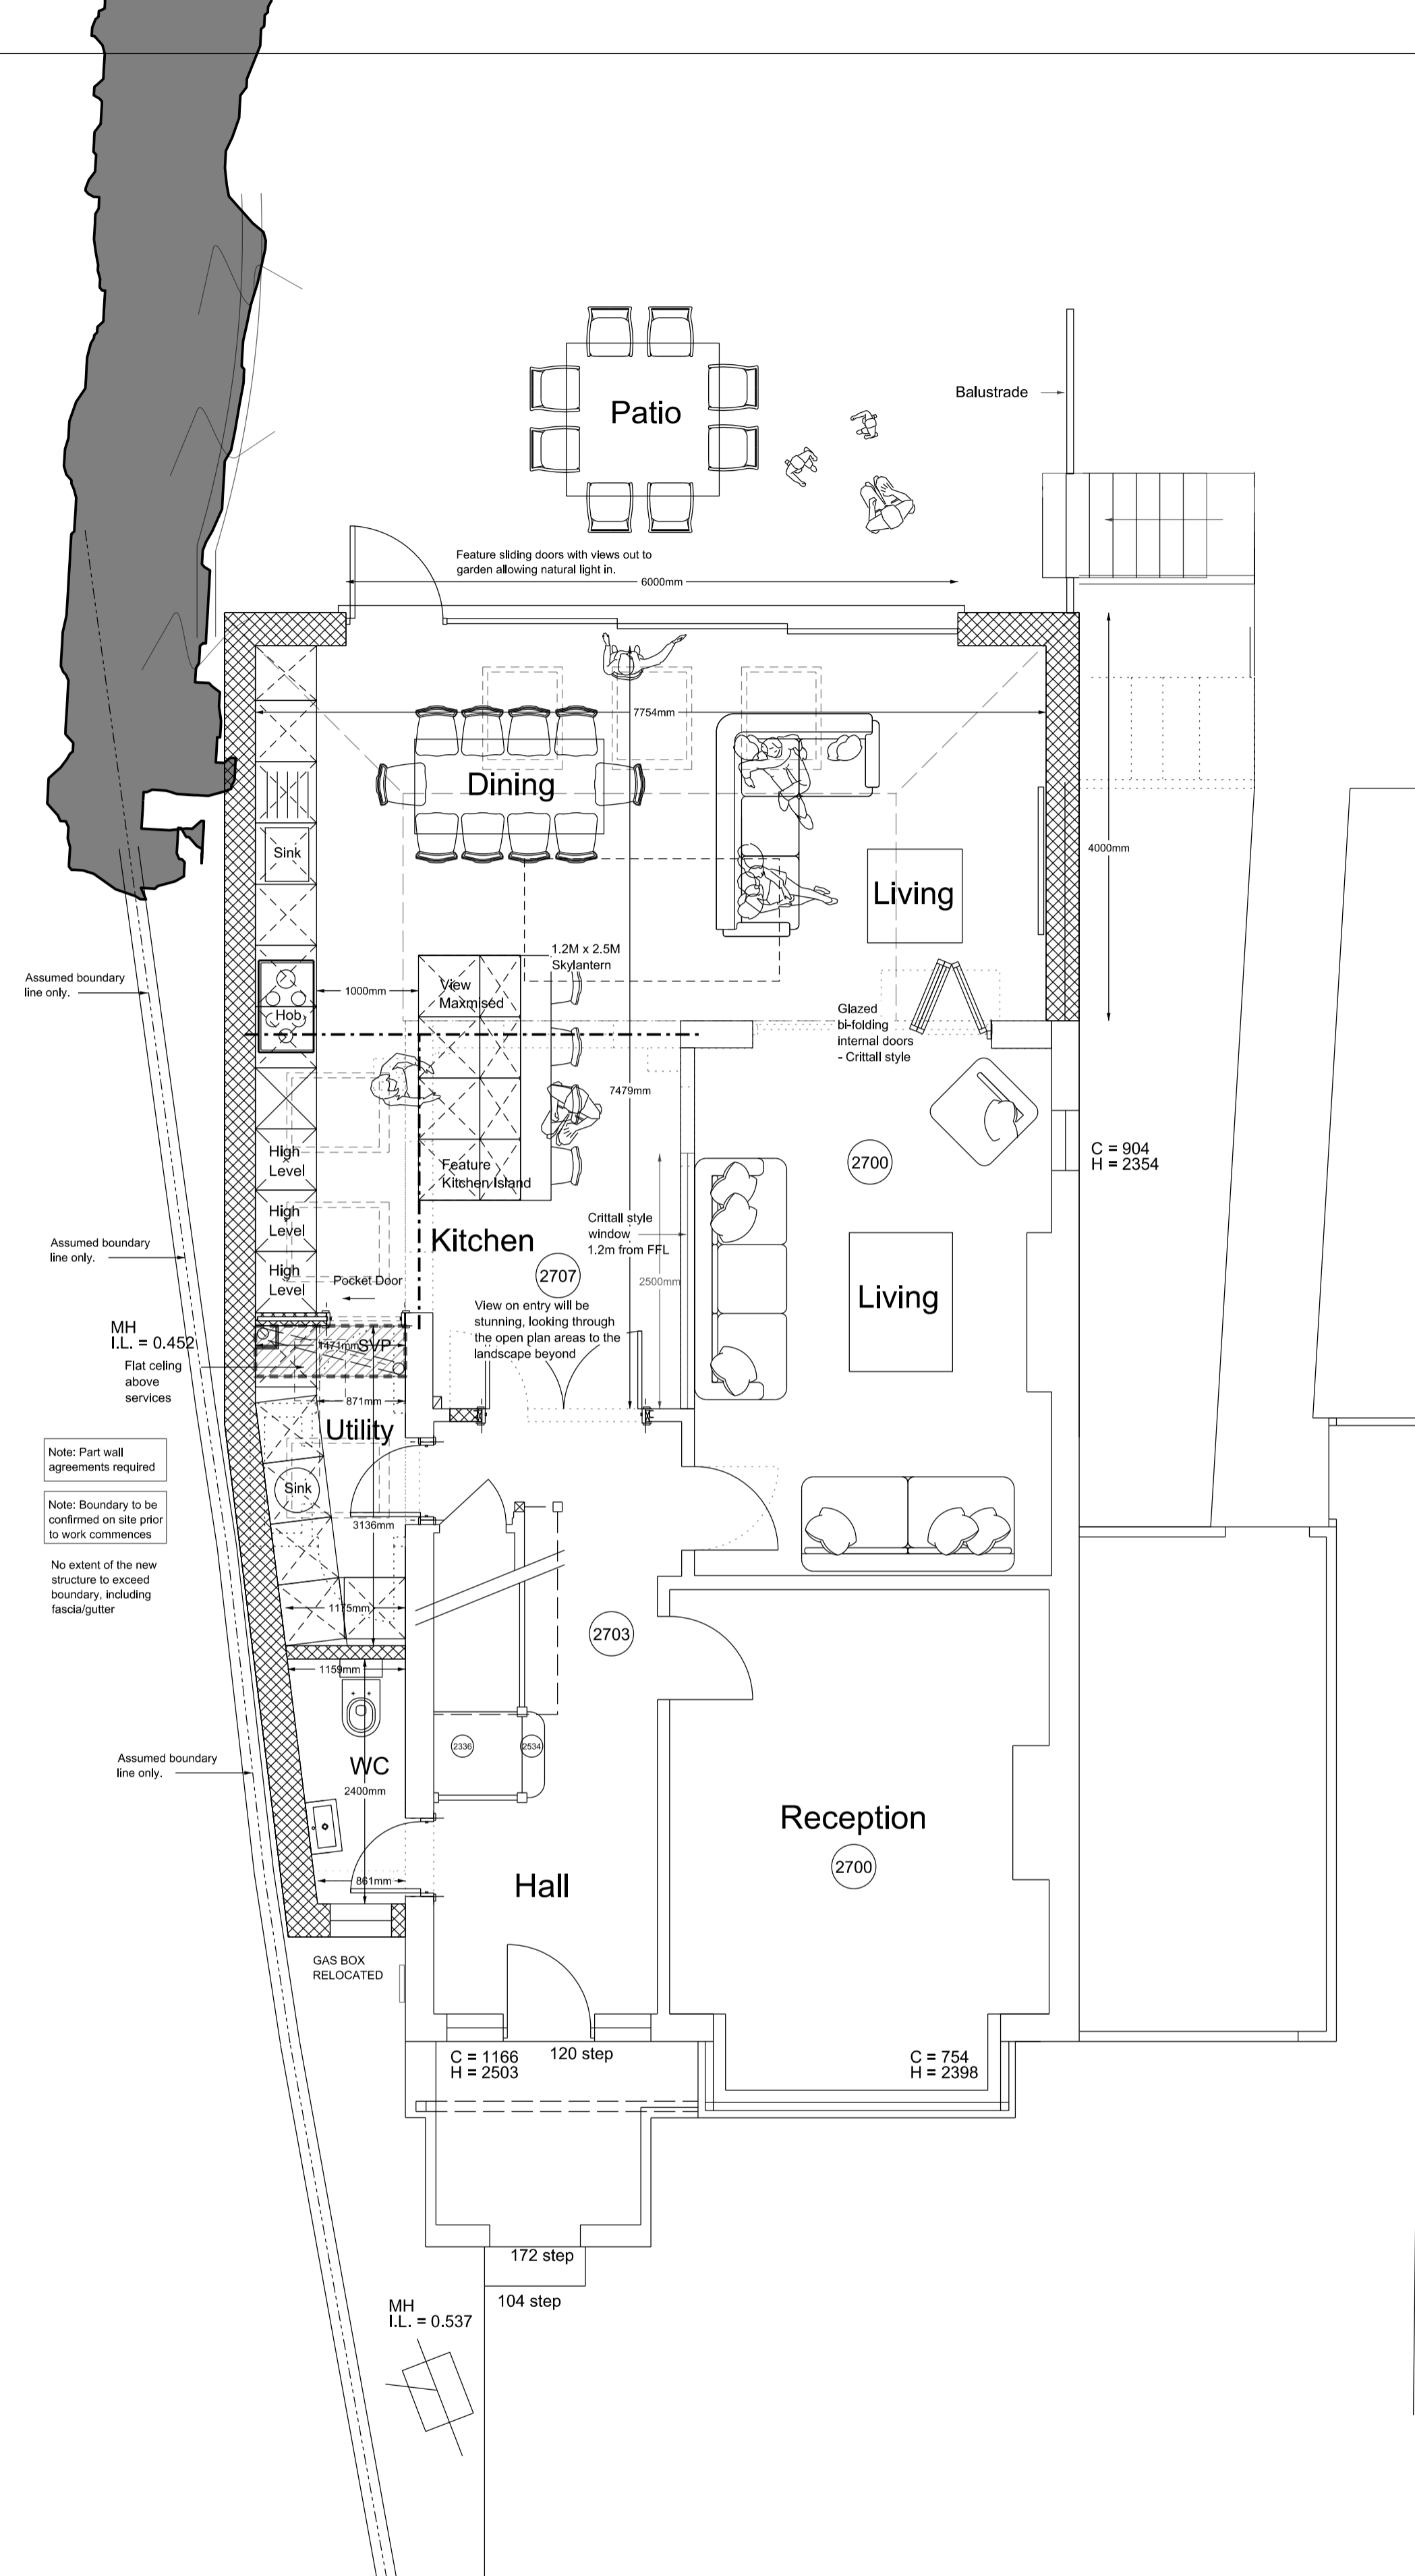 Patio
Balustrade
Feature sliding doors with views out to
garden allowing natural light in.
6000mm
7754mm
Dining
4000mm
Sink
Living
1.2M x 2.5M
Skylantern
Assumed boundary
line only.
1000mm
View
Maxmised
Hob
Glazed
bi-folding
internal doors
- Crittall style
7479mm
High
Level
Feature
Kitchen Island
2700
C = 904
H = 2354
High
Level
Crittall style
window
1.2m from FFL
Kitchen
Assumed boundary
line only.
High
Level
Pocket Door
2707
2500mm
Living
View on entry will be
stunning, looking through
the open plan areas to the
landscape beyond
MH
I.L. = 0.452
1471mm
SVP
Flat celing
above
services
871mm
Utility
Note: Part wall
agreements required
Sink
Note: Boundary to be
confirmed on site prior
to work commences
3136mm
No extent of the new
structure to exceed
boundary, including
fascia/gutter
1175mm
2703
1159mm
2336
2534
Assumed boundary
line only.
WC
2400mm
Reception
2700
861mm
Hall
GAS BOX
RELOCATED
C = 1166
H = 2503
120 step
C = 754
H = 2398
172 step
104 step
MH
I.L. = 0.537